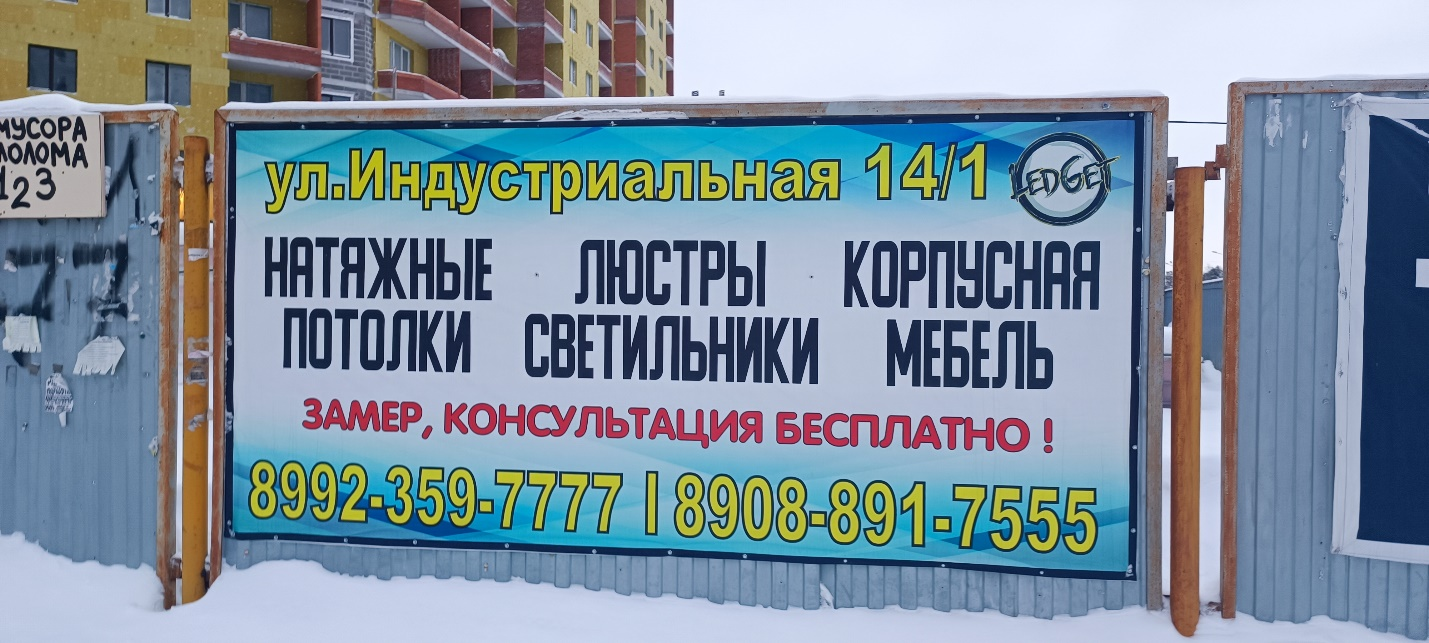 МУСОРА
ЛОЛОМА
123
ул.Индустриальная 14/1
LEDGET
НАТЯЖНЫЕ ЛЮСТРЫ КОРПУСНАЯ
ПОТОЛКИ СВЕТИЛЬНИКИ МЕБЕЛЬ
ЗАМЕР, КОНСУЛЬТАЦИЯ БЕСПЛАТНО !
8992-359-7777 | 8908-891-7555